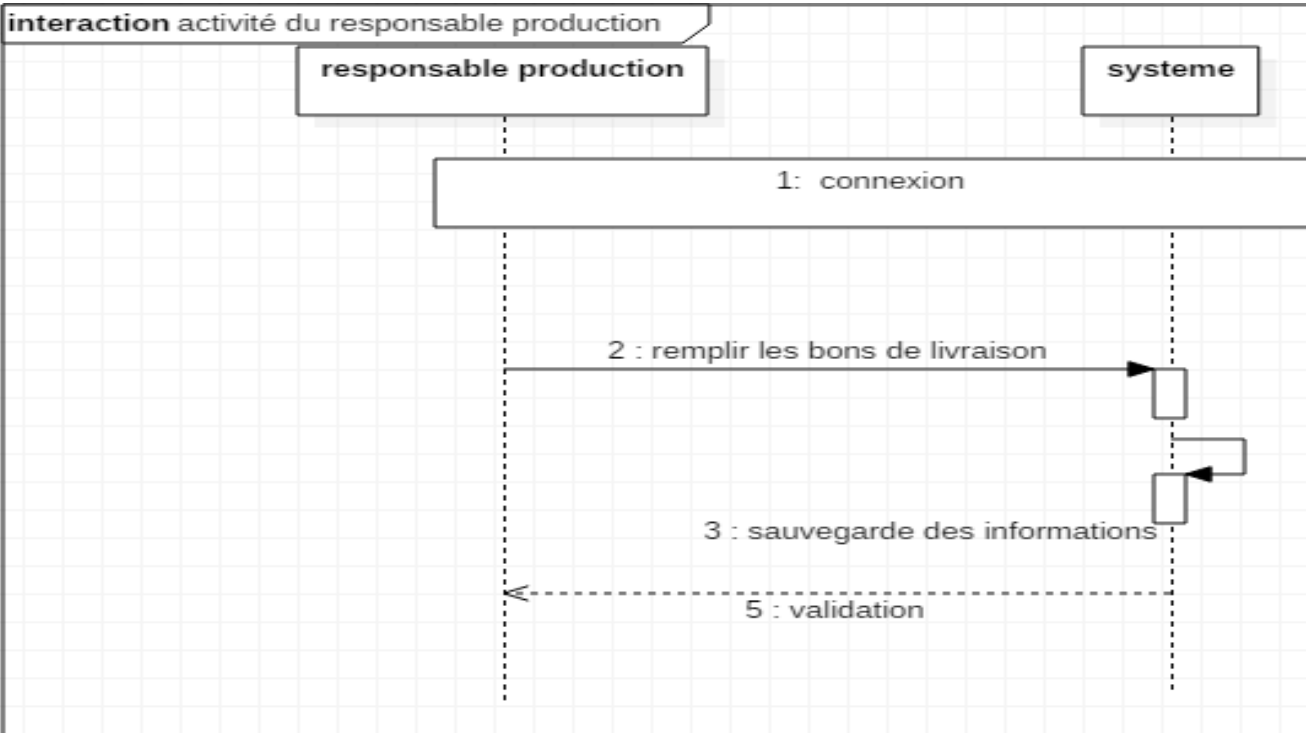 interaction activité du responsable production
responsable production
systeme
1: connexion
2 : remplir les bons de livraison
3 : sauvegarde des informations
5 : validation